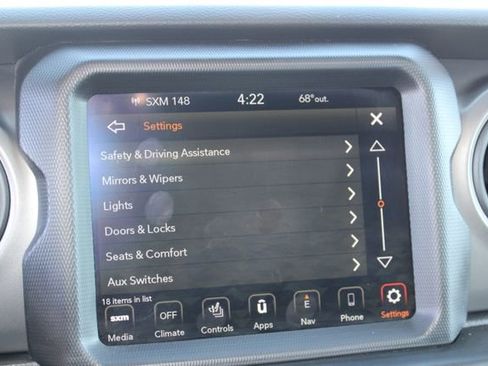 SXM 148 4:22 68°out.
Settings
Safety & Driving Assistance
Mirrors & Wipers
Lights
Doors & Locks
Seats & Comfort
Aux Switches
18 items in list
sxm OFF û E
Media Climate Controls Apps Nav Phone Settings